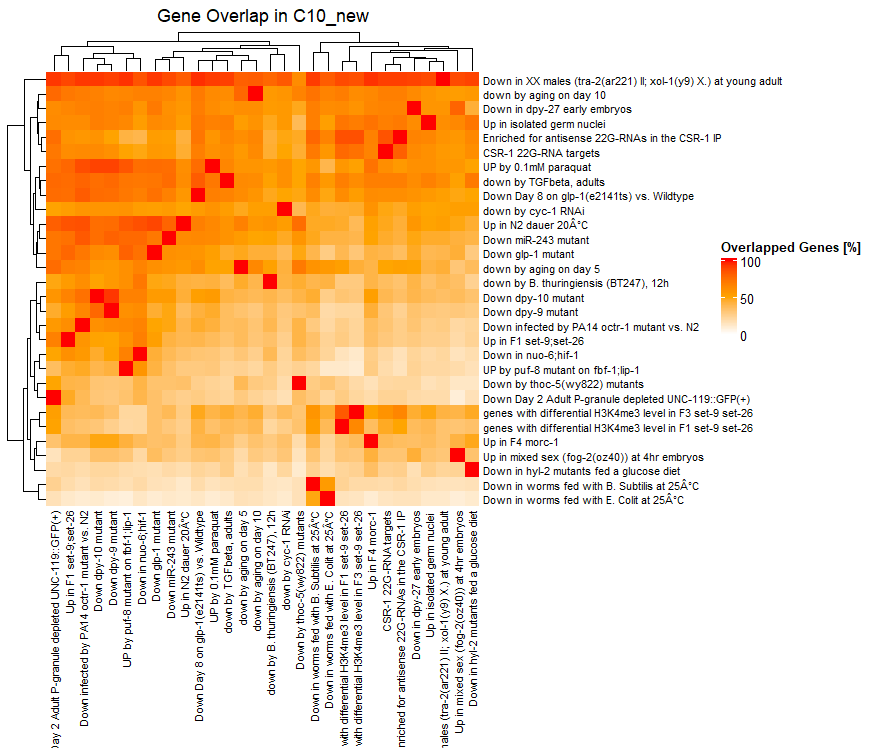 Gene Overlap in C10_new
Down in XX males (tra-2(ar221) II; xol-1(y9) X.) at young adult
down by aging on day 10
Down in dpy-27 early embryos
Up in isolated germ nuclei
Enriched for antisense 22G-RNAs in the CSR-1 IP
CSR-1 22G-RNA targets
UP by 0.1mM paraquat
down by TGFbeta, adults
Down Day 8 on glp-1(e2141ts) vs. Wildtype
down by cyc-1 RNAi
Up in N2 dauer 20Â°C
Down miR-243 mutant
Down glp-1 mutant
down by aging on day 5
down by B. thuringiensis (BT247), 12h
Down dpy-10 mutant
Down dpy-9 mutant
Down infected by PA14 octr-1 mutant vs. N2
Up in F1 set-9;set-26
Down in nuo-6;hif-1
UP by puf-8 mutant on fbf-1;lip-1
Down by thoc-5(wy822) mutants
Down Day 2 Adult P-granule depleted UNC-119::GFP(+)
genes with differential H3K4me3 level in F3 set-9 set-26
genes with differential H3K4me3 level in F1 set-9 set-26
Up in F4 morc-1
Up in mixed sex (fog-2(oz40)) at 4hr embryos
Down in hyl-2 mutants fed a glucose diet
Down in worms fed with B. Subtilis at 25Â°C
Down in worms fed with E. Colit at 25Â°C
Overlapped Genes [%]
100
50
0
Day 2 Adult P-granule depleted UNC-119::GFP(+)
Up in F1 set-9;set-26
Down infected by PA14 octr-1 mutant vs. N2
Down dpy-10 mutant
Down dpy-9 mutant
UP by puf-8 mutant on fbf-1;lip-1
Down in nuo-6;hif-1
Down glp-1 mutant
Down miR-243 mutant
Up in N2 dauer 20Â°C
Down Day 8 on glp-1(e2141ts) vs. Wildtype
UP by 0.1mM paraquat
down by TGFbeta, adults
down by aging on day 5
down by aging on day 10
down by B. thuringiensis (BT247), 12h
down by cyc-1 RNAi
Down by thoc-5(wy822) mutants
Down in worms fed with B. Subtilis at 25Â°C
Down in worms fed with E. Colit at 25Â°C
with differential H3K4me3 level in F1 set-9 set-26
with differential H3K4me3 level in F3 set-9 set-26
Up in F4 morc-1
CSR-1 22G-RNA targets
nriched for antisense 22G-RNAs in the CSR-1 IP
Down in dpy-27 early embryos
Up in isolated germ nuclei
males (tra-2(ar221) II; xol-1(y9) X.) at young adult
Up in mixed sex (fog-2(oz40)) at 4hr embryos
Down in hyl-2 mutants fed a glucose diet